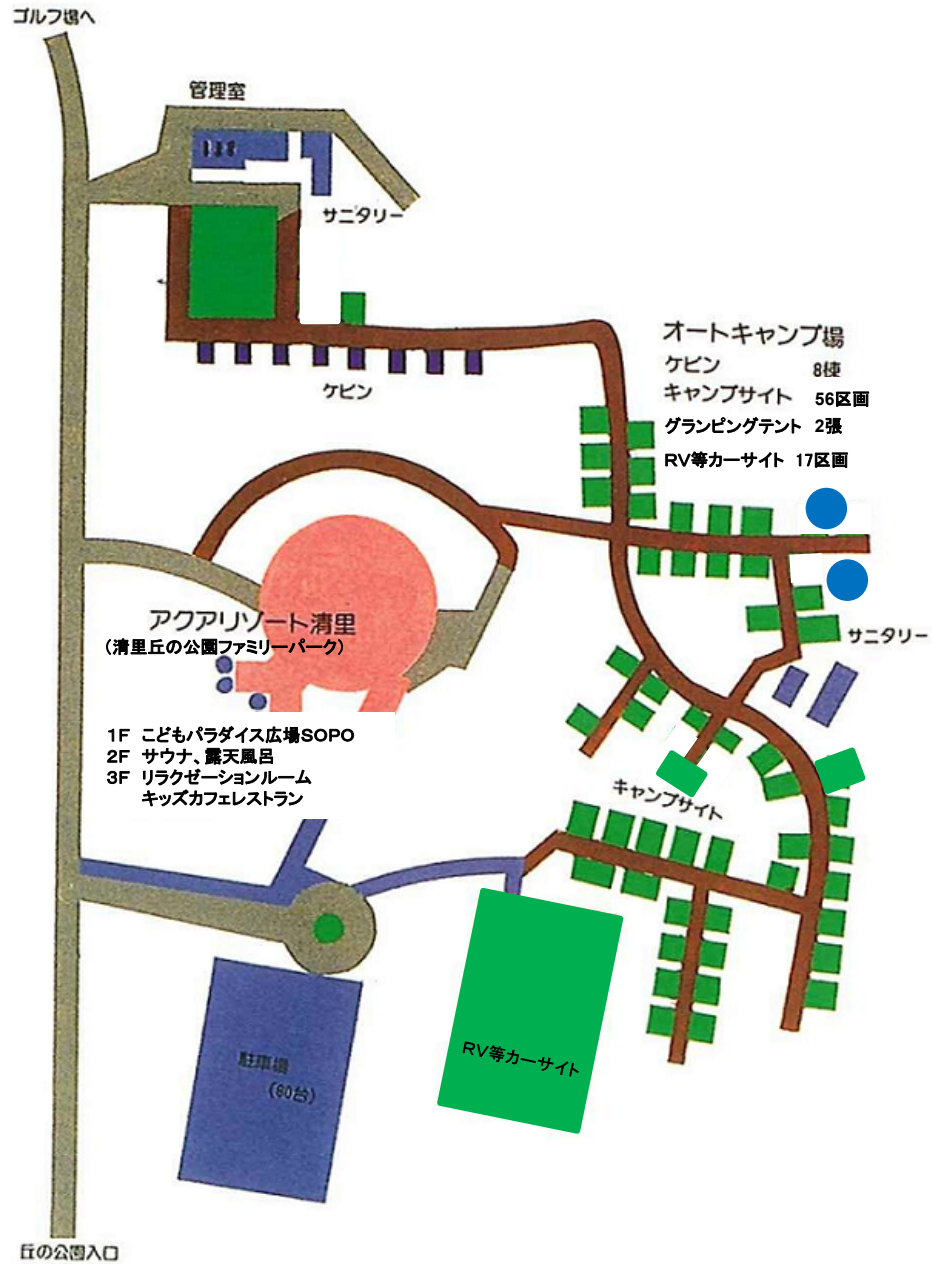 ゴルフ場へ
管理室
サニタリー
オートキャンプ場
ケビン 8棟
キャンプサイト 56区画
グランピングテント 2張
RV等カーサイト 17区画
ケビン
アクアリゾート清里
(清里丘の公園ファミリーパーク)
サニタリー
1F こどもパラダイス広場SOPO
2F サウナ、露天風呂
3F リラクゼーションルーム
キッズカフェレストラン
キャンプサイト
RV等カーサイト
駐車場
(80台)
丘の公園入口